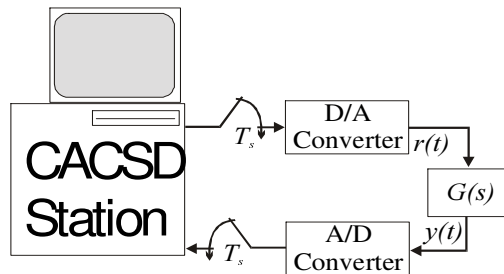 CACSD
Station
T_s
D/A
Converter
r(t)
G(s)
y(t)
A/D
Converter
T_s